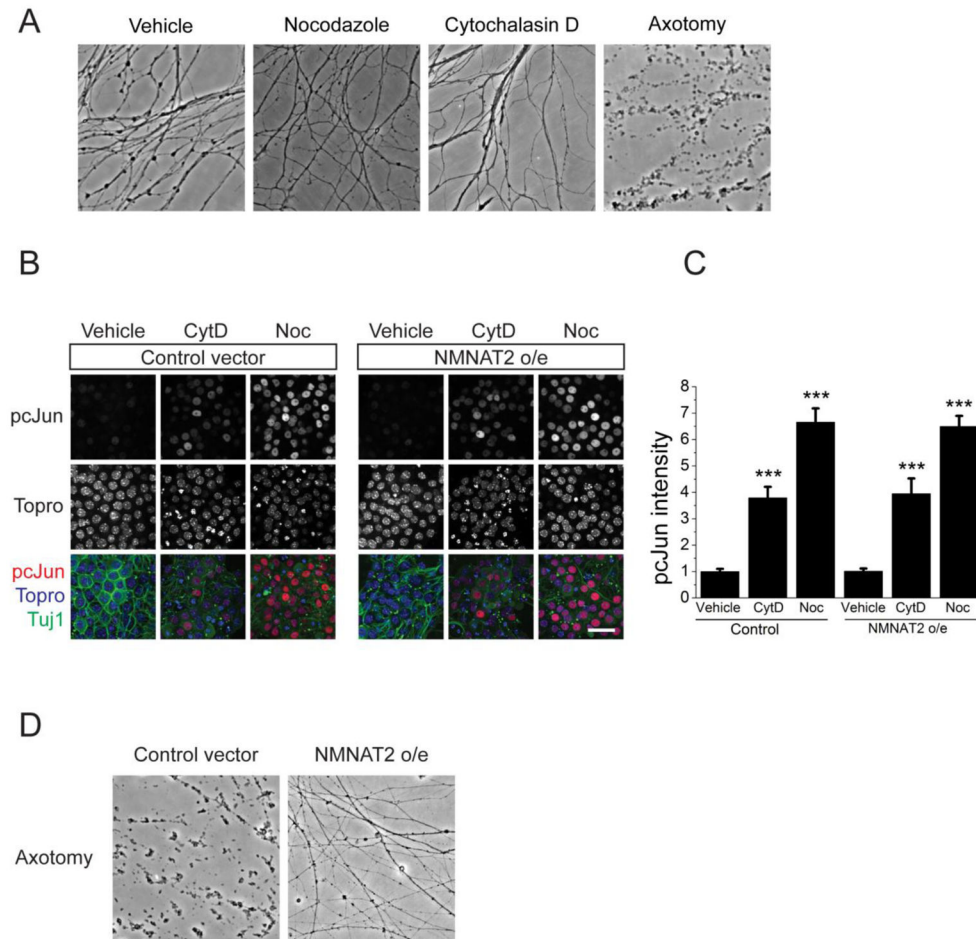 A
Vehicle Nocodazole Cytochalasin D Axotomy
B
Vehicle CytD Noc Vehicle CytD Noc
Control vector NMNAT2 o/e
pcJun
Topro
pcJun
Topro
Tuj1
C
pcJun intensity
8
7
6
5
4
3
2
1
0
*** *** *** ***
Vehicle CytD Noc Vehicle CytD Noc
Control NMNAT2 o/e
D
Control vector NMNAT2 o/e
Axotomy